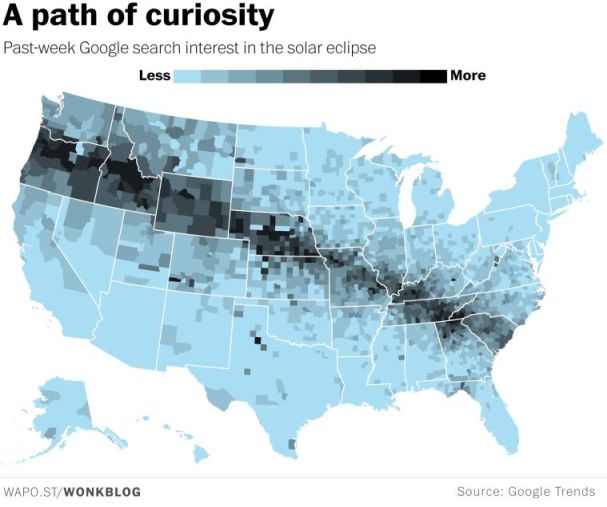 A path of curiosity
Past-week Google search interest in the solar eclipse
Less More
WAPO.ST/WONKBLOG Source: Google Trends